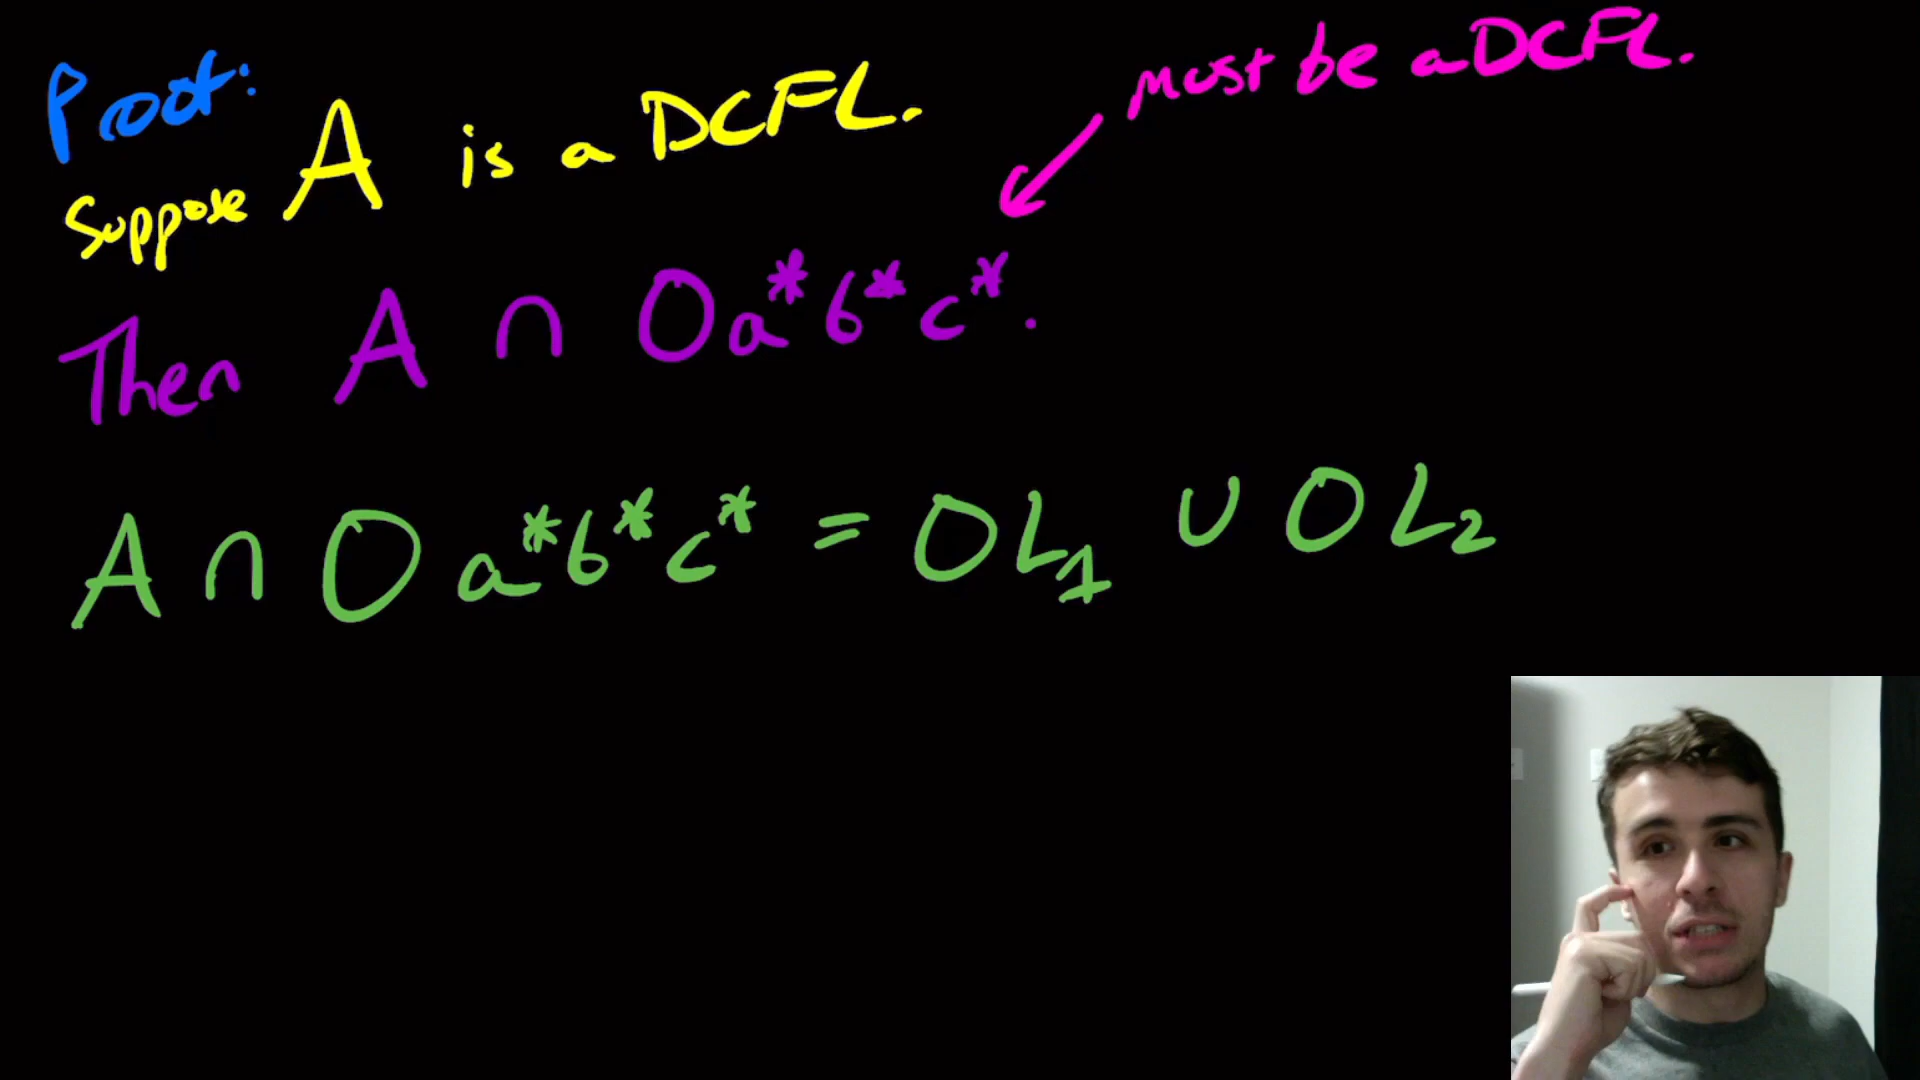 Proof:
Suppose A is a DCFL.
must be a DCFL.
Then A ∩ 0a*b*c*.
A ∩ 0a*b*c* = 0L₁ ∪ 0L₂